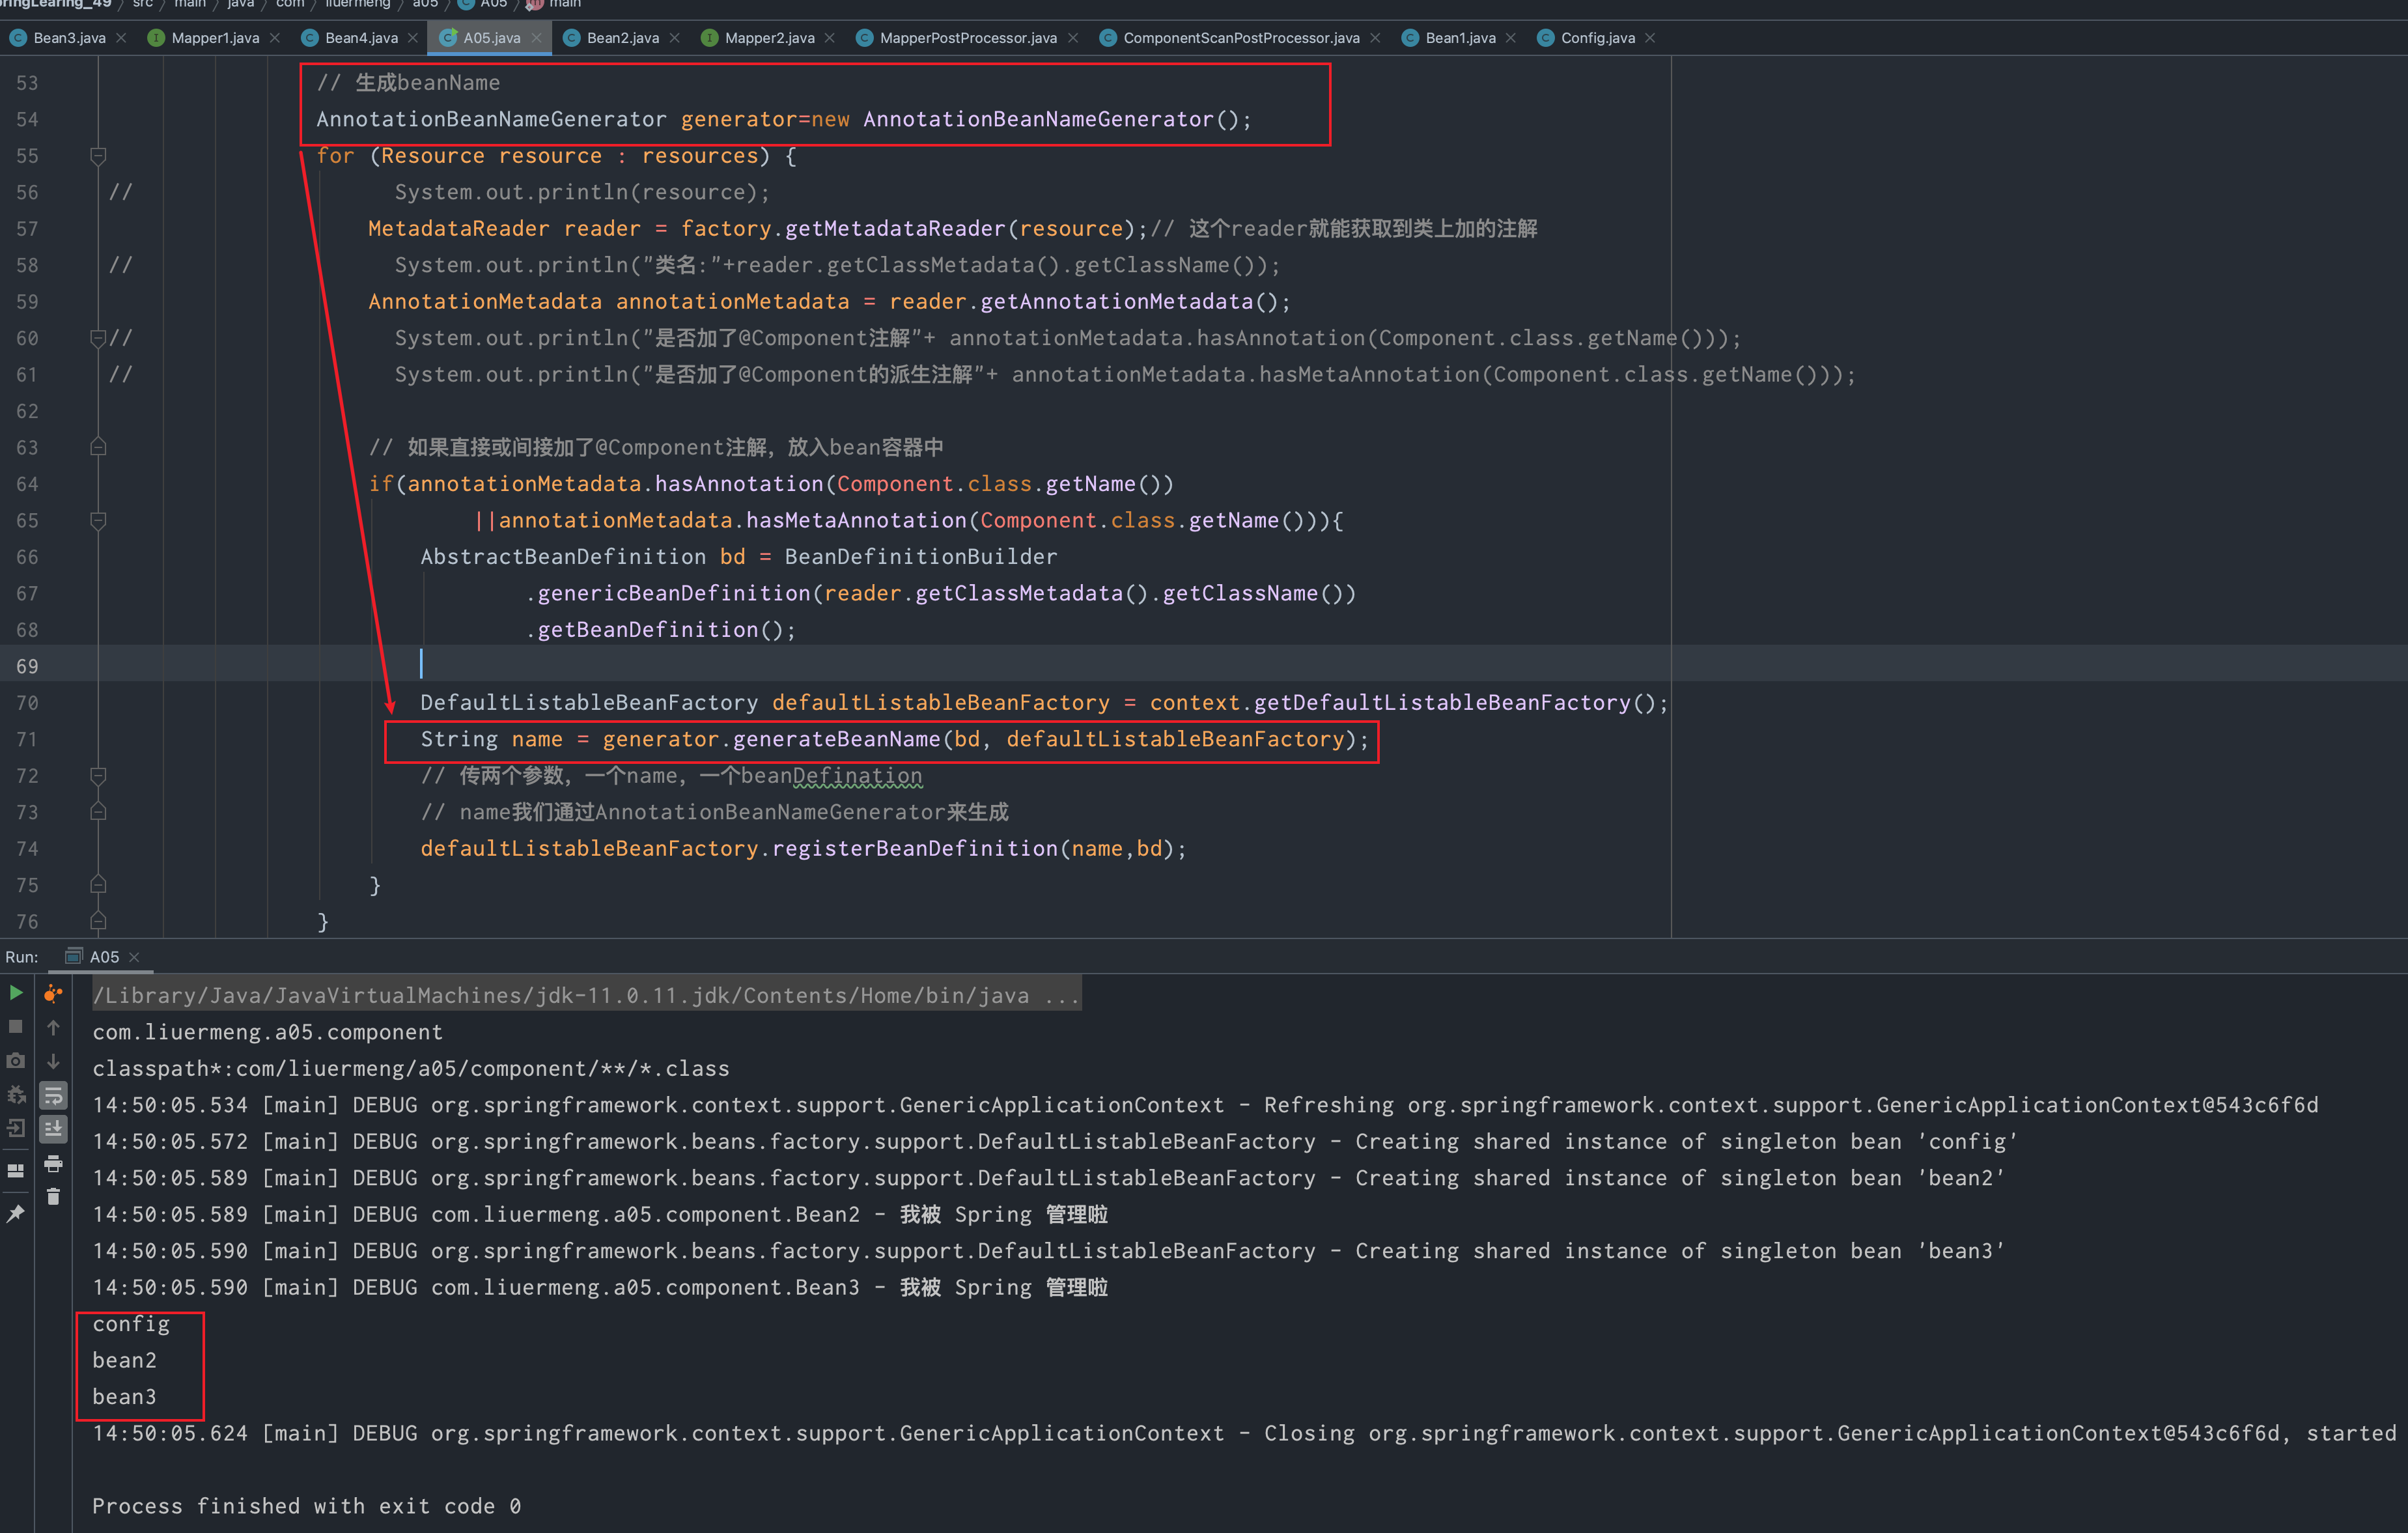 ringLearing_49 / src / main / java / com / liuermeng / a05 / A05 / main
Bean3.java Mapper1.java Bean4.java A05.java Bean2.java Mapper2.java MapperPostProcessor.java ComponentScanPostProcessor.java Bean1.java Config.java
53 // 生成beanName
54 AnnotationBeanNameGenerator generator=new AnnotationBeanNameGenerator();
55 for (Resource resource : resources) {
56 // System.out.println(resource);
57 MetadataReader reader = factory.getMetadataReader(resource);// 这个reader就能获取到类上加的注解
58 // System.out.println("类名:"+reader.getClassMetadata().getClassName());
59 AnnotationMetadata annotationMetadata = reader.getAnnotationMetadata();
60 // System.out.println("是否加了@Component注解"+ annotationMetadata.hasAnnotation(Component.class.getName()));
61 // System.out.println("是否加了@Component的派生注解"+ annotationMetadata.hasMetaAnnotation(Component.class.getName()));
62
63 // 如果直接或间接加了@Component注解，放入bean容器中
64 if(annotationMetadata.hasAnnotation(Component.class.getName())
65 ||annotationMetadata.hasMetaAnnotation(Component.class.getName())){
66 AbstractBeanDefinition bd = BeanDefinitionBuilder
67 .genericBeanDefinition(reader.getClassMetadata().getClassName())
68 .getBeanDefinition();
69
70 DefaultListableBeanFactory defaultListableBeanFactory = context.getDefaultListableBeanFactory();
71 String name = generator.generateBeanName(bd, defaultListableBeanFactory);
72 // 传两个参数，一个name，一个beanDefination
73 // name我们通过AnnotationBeanNameGenerator来生成
74 defaultListableBeanFactory.registerBeanDefinition(name,bd);
75 }
76 }
Run: A05
/Library/Java/JavaVirtualMachines/jdk-11.0.11.jdk/Contents/Home/bin/java ...
com.liuermeng.a05.component
classpath*:com/liuermeng/a05/component/**/*.class
14:50:05.534 [main] DEBUG org.springframework.context.support.GenericApplicationContext - Refreshing org.springframework.context.support.GenericApplicationContext@543c6f6d
14:50:05.572 [main] DEBUG org.springframework.beans.factory.support.DefaultListableBeanFactory - Creating shared instance of singleton bean 'config'
14:50:05.589 [main] DEBUG org.springframework.beans.factory.support.DefaultListableBeanFactory - Creating shared instance of singleton bean 'bean2'
14:50:05.589 [main] DEBUG com.liuermeng.a05.component.Bean2 - 我被 Spring 管理啦
14:50:05.590 [main] DEBUG org.springframework.beans.factory.support.DefaultListableBeanFactory - Creating shared instance of singleton bean 'bean3'
14:50:05.590 [main] DEBUG com.liuermeng.a05.component.Bean3 - 我被 Spring 管理啦
config
bean2
bean3
14:50:05.624 [main] DEBUG org.springframework.context.support.GenericApplicationContext - Closing org.springframework.context.support.GenericApplicationContext@543c6f6d, started
Process finished with exit code 0